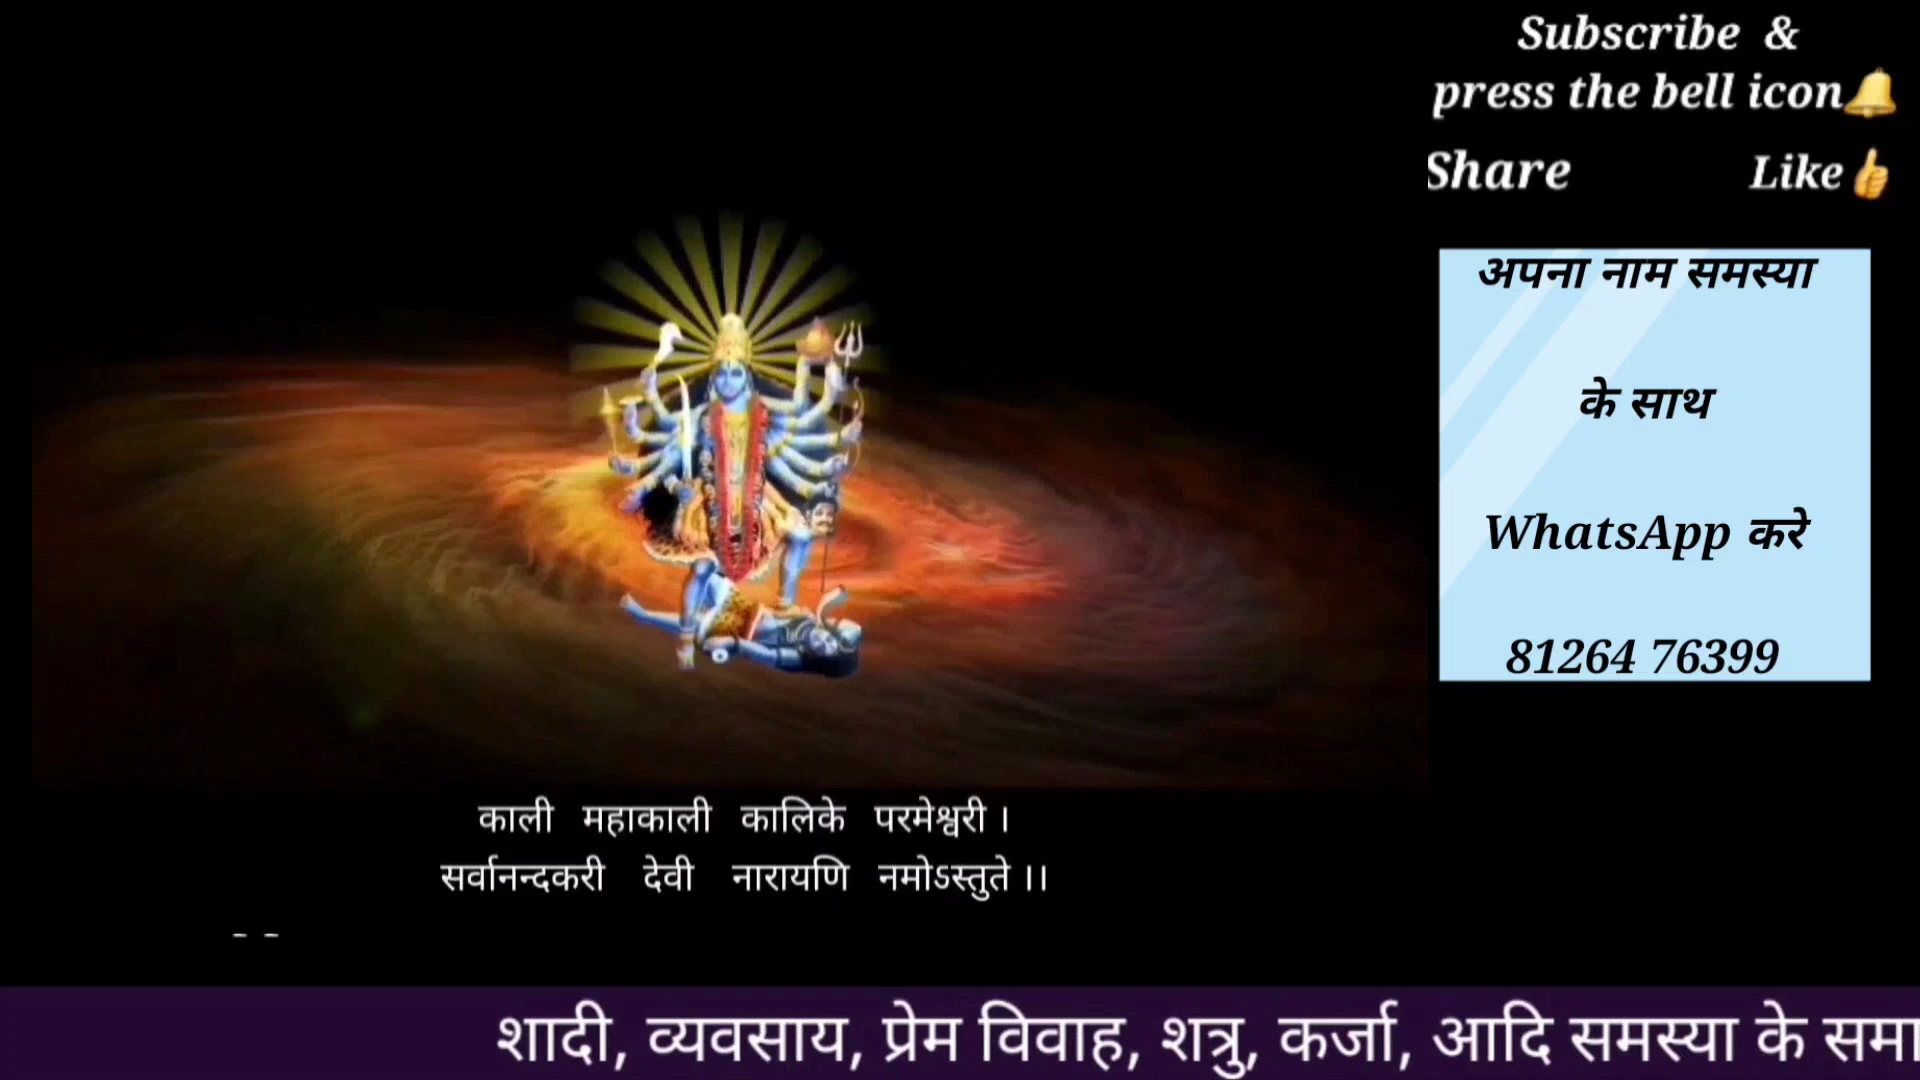 Subscribe &
press the bell icon🔔
Share Like👍
अपना नाम समस्या
के साथ
WhatsApp करे
81264 76399
काली महाकाली कालिके परमेश्वरी ।
सर्वानन्दकरी देवी नारायणि नमोऽस्तुते ।।
शादी, व्यवसाय, प्रेम विवाह, शत्रु, कर्जा, आदि समस्या के समा